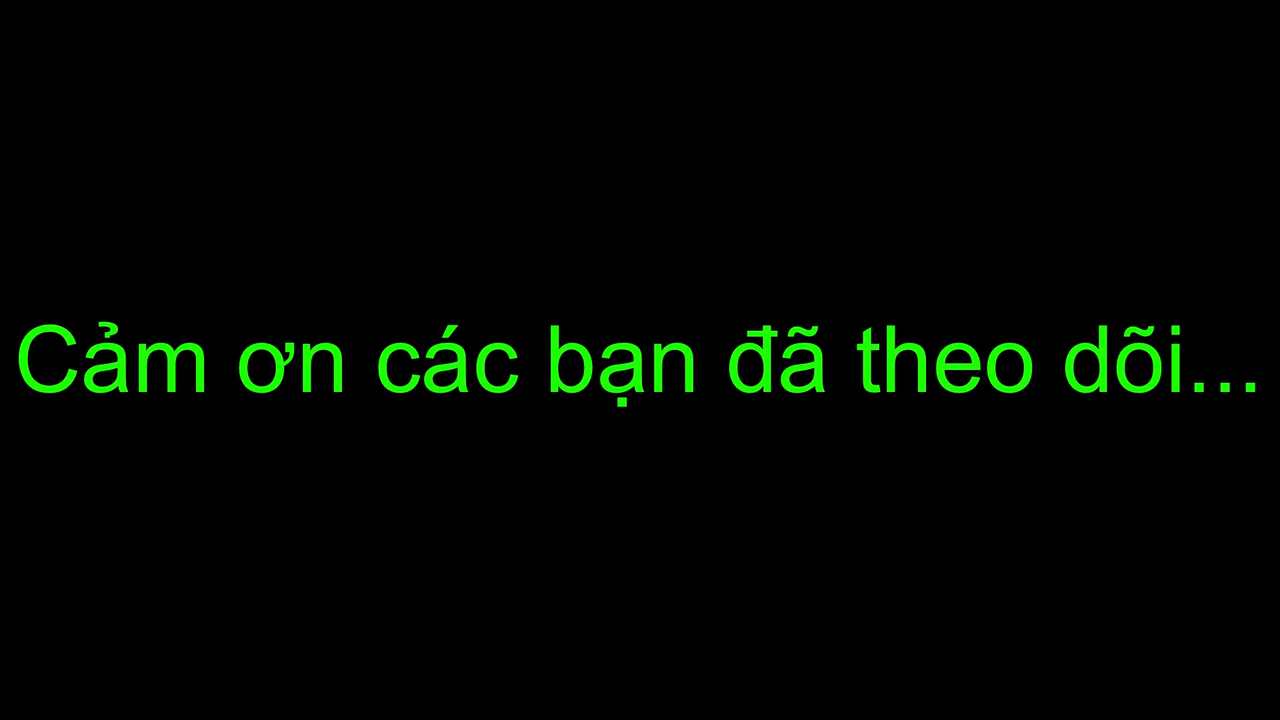 Cảm ơn các bạn đã theo dõi...